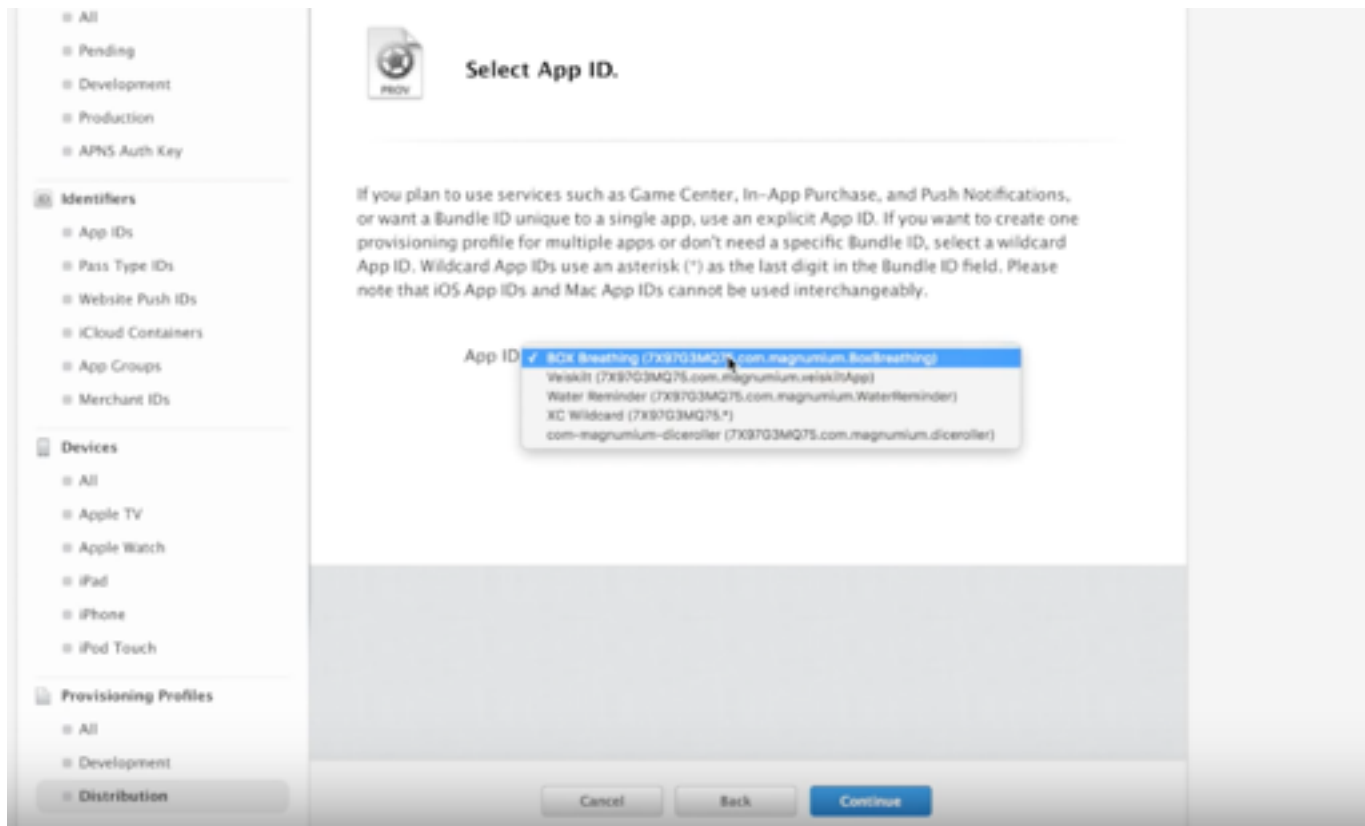 All
Pending
Development
Production
APNS Auth Key
Identifiers
App IDs
Pass Type IDs
Website Push IDs
iCloud Containers
App Groups
Merchant IDs
Devices
All
Apple TV
Apple Watch
iPad
iPhone
iPod Touch
Provisioning Profiles
All
Development
Distribution
PROV
Select App ID.
If you plan to use services such as Game Center, In-App Purchase, and Push Notifications,
or want a Bundle ID unique to a single app, use an explicit App ID. If you want to create one
provisioning profile for multiple apps or don't need a specific Bundle ID, select a wildcard
App ID. Wildcard App IDs use an asterisk (*) as the last digit in the Bundle ID field. Please
note that iOS App IDs and Mac App IDs cannot be used interchangeably.
App ID
✓ BOX Breathing (7X97G3MQ75.com.magnumium.BoxBreathing)
Veiskilt (7X97G3MQ75.com.magnumium.veiskiltApp)
Water Reminder (7X97G3MQ75.com.magnumium.WaterReminder)
XC Wildcard (7X97G3MQ75.*)
com-magnumium-diceroller (7X97G3MQ75.com.magnumium.diceroller)
Cancel
Back
Continue